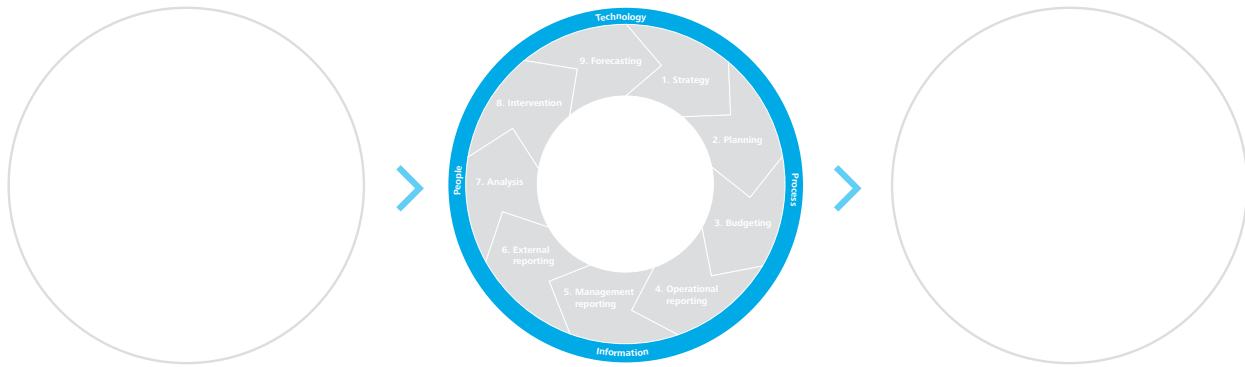 Technology
9. Forecasting
1. Strategy
8. Intervention
2. Planning
People
Process
7. Analysis
3. Budgeting
6. External
reporting
4. Operational
reporting
5. Management
reporting
Information